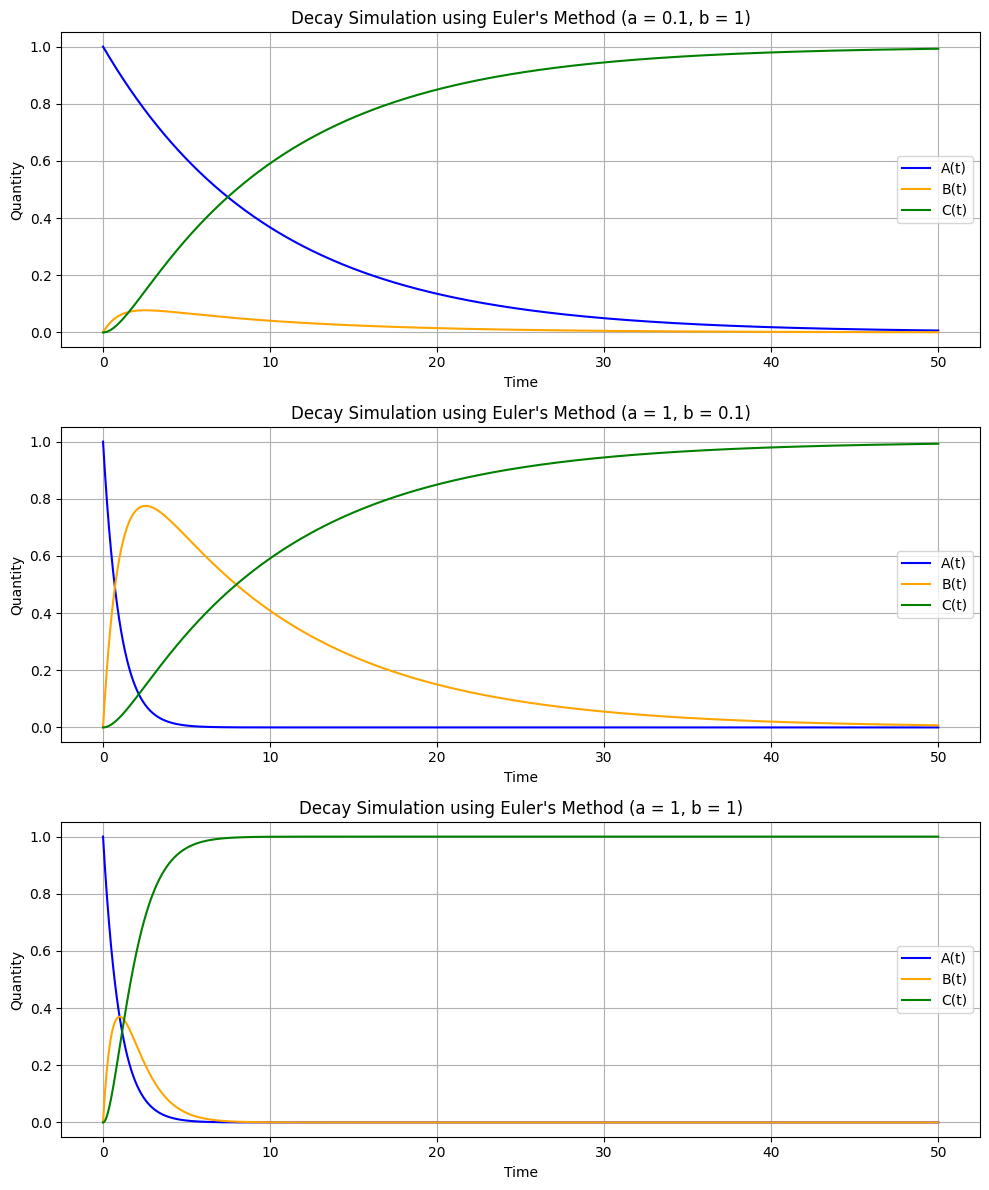 Decay Simulation using Euler's Method (a = 0.1, b = 1)
1.0
0.8
0.6
0.4
0.2
0.0
Quantity
A(t)
B(t)
C(t)
0 10 20 30 40 50
Time
Decay Simulation using Euler's Method (a = 1, b = 0.1)
1.0
0.8
0.6
0.4
0.2
0.0
Quantity
A(t)
B(t)
C(t)
0 10 20 30 40 50
Time
Decay Simulation using Euler's Method (a = 1, b = 1)
1.0
0.8
0.6
0.4
0.2
0.0
Quantity
A(t)
B(t)
C(t)
0 10 20 30 40 50
Time